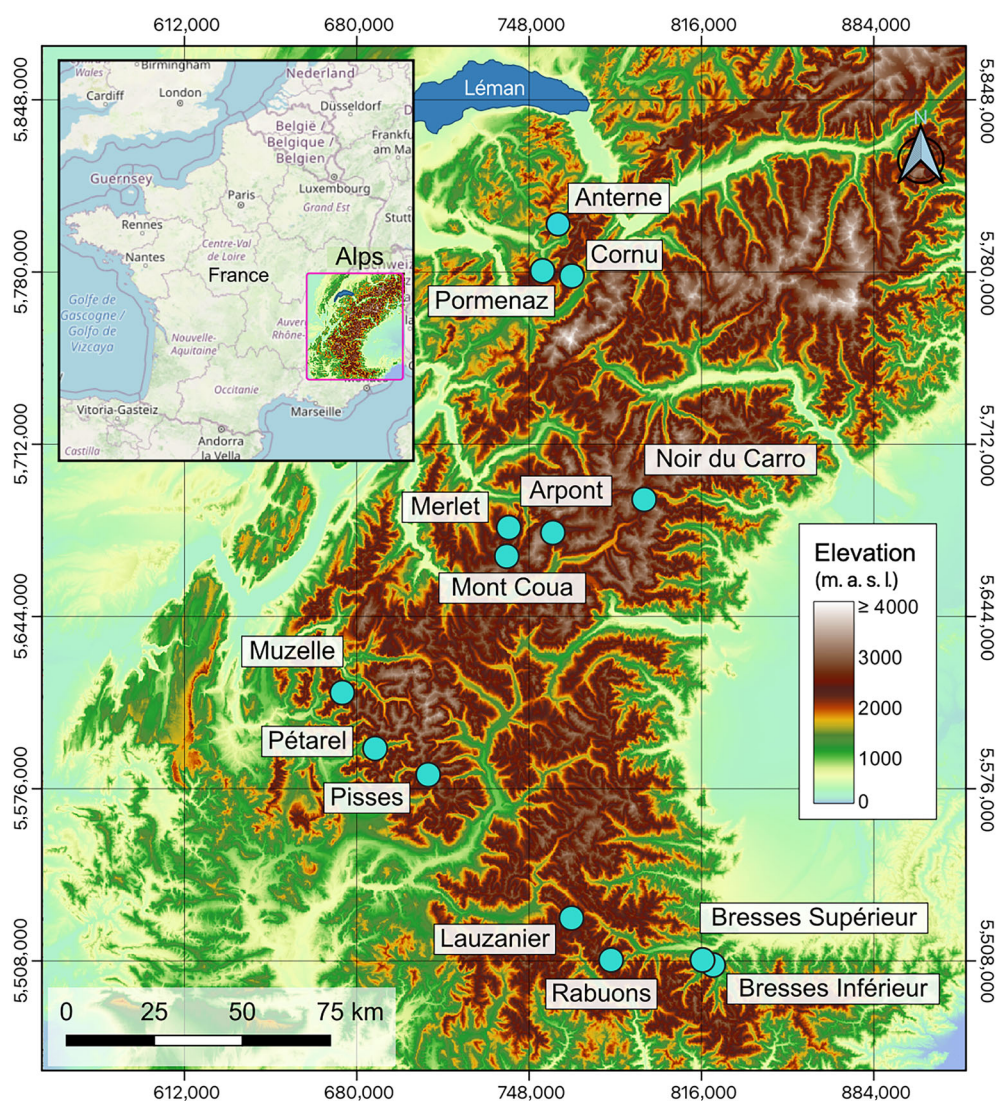 612,000 680,000 748,000 816,000 884,000
5,848,000
5,780,000
5,712,000
5,644,000
5,576,000
5,508,000
Birmingham
Wales
Cardiff
London
Nederland
Düsseldorf
België /
Belgique /
Belgien
Frankfu
am Ma
Guernsey
Luxembourg
Paris
Grand Est
Rennes
Stutt
Centre-Val
de Loire
Nantes
Alps
Schweiz
France
Golfe de
Gascogne /
Golfo de
Vizcaya
Auver
Rhône-
Nouvelle-
Aquitaine
Occitanie
Vitoria-Gasteiz
Marseille
Andorra
la Vella
Castilla
Léman
N
Anterne
Cornu
Pormenaz
Noir du Carro
Arpont
Merlet
Mont Coua
Muzelle
Pétarel
Pisses
Elevation
(m. a. s. l.)
≥ 4000
3000
2000
1000
0
Bresses Supérieur
Lauzanier
Rabuons
Bresses Inférieur
0 25 50 75 km
5,848,000
5,780,000
5,712,000
5,644,000
5,576,000
5,508,000
612,000 680,000 748,000 816,000 884,000